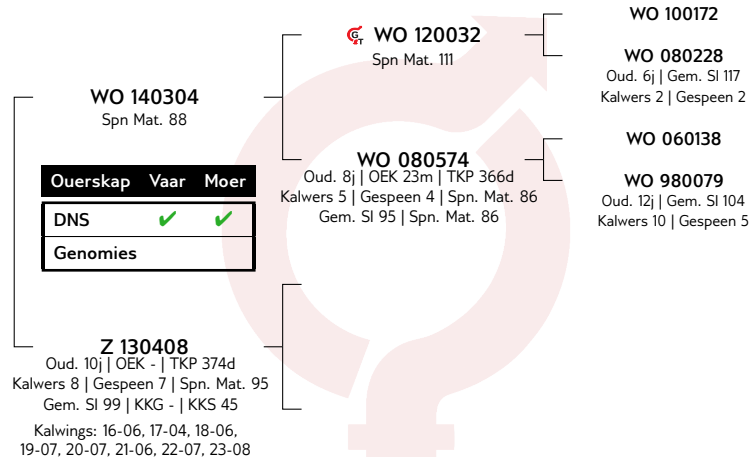 WO 100172
WO 120032
Spn Mat. 111
WO 080228
Oud. 6j | Gem. SI 117
Kalwers 2 | Gespeen 2
WO 140304
Spn Mat. 88
WO 060138
WO 080574
Oud. 8j | OEK 23m | TKP 366d
Kalwers 5 | Gespeen 4 | Spn. Mat. 86
Gem. SI 95 | Spn. Mat. 86
WO 980079
Oud. 12j | Gem. SI 104
Kalwers 10 | Gespeen 5
Ouerskap Vaar Moer
DNS ✔ ✔
Genomies
Z 130408
Oud. 10j | OEK - | TKP 374d
Kalwers 8 | Gespeen 7 | Spn. Mat. 95
Gem. SI 99 | KKG - | KKS 45
Kalwings: 16-06, 17-04, 18-06,
19-07, 20-07, 21-06, 22-07, 23-08